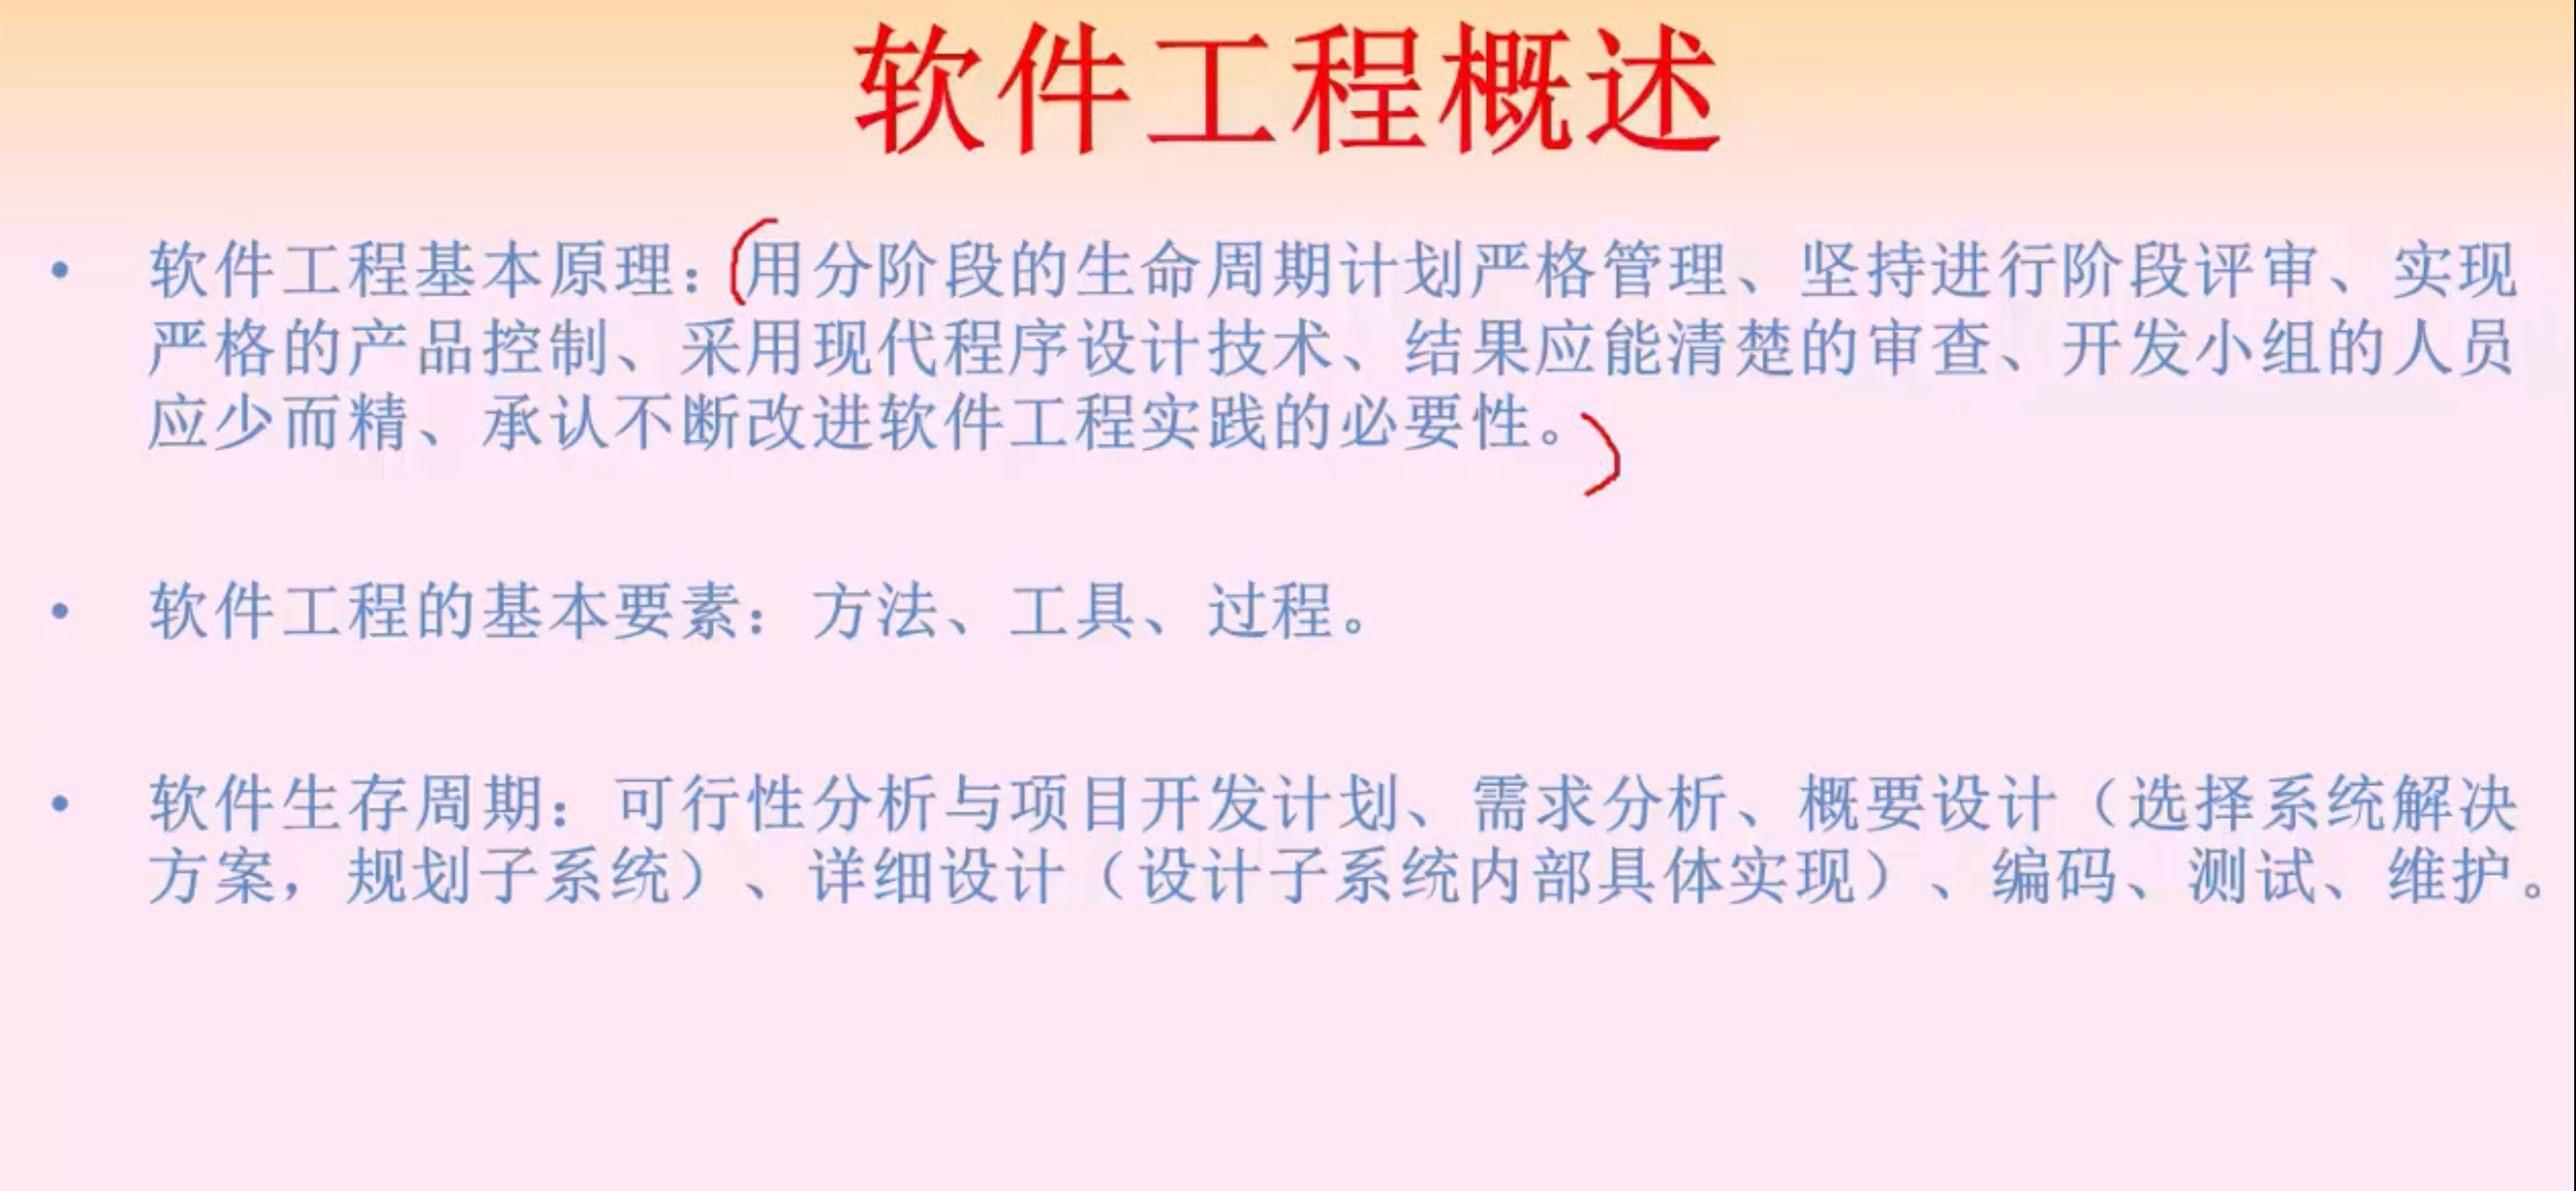 软件工程概述
• 软件工程基本原理：用分阶段的生命周期计划严格管理、坚持进行阶段评审、实现
严格的产品控制、采用现代程序设计技术、结果应能清楚的审查、开发小组的人员
应少而精、承认不断改进软件工程实践的必要性。
• 软件工程的基本要素：方法、工具、过程。
• 软件生存周期：可行性分析与项目开发计划、需求分析、概要设计（选择系统解决
方案，规划子系统）、详细设计（设计子系统内部具体实现）、编码、测试、维护。